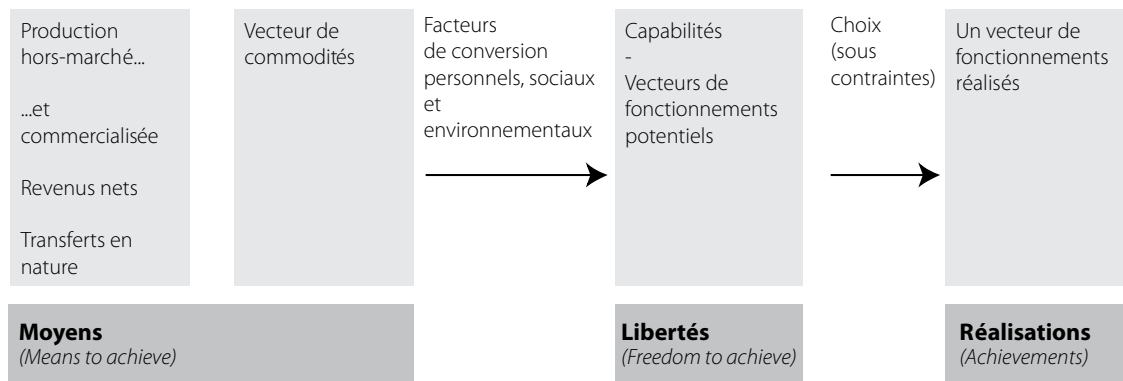 Production
hors-marché...
...et
commercialisée
Revenus nets
Transferts en
nature
Vecteur de
commodités
Facteurs
de conversion
personnels, sociaux
et
environnementaux
Capabilités
-
Vecteurs de
fonctionnements
potentiels
Choix
(sous
contraintes)
Un vecteur de
fonctionnements
réalisés
Moyens
(Means to achieve)
Libertés
(Freedom to achieve)
Réalisations
(Achievements)